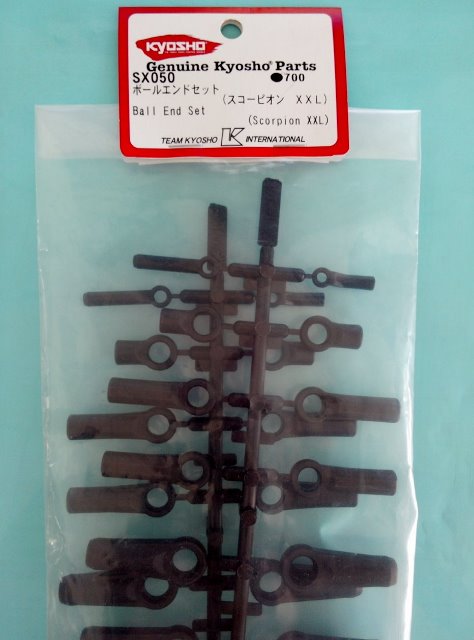 KYOSHO
Genuine Kyosho® Parts
SX050 ●700
ボールエンドセット
(スコーピオン XXL)
Ball End Set
(Scorpion XXL)
TEAM KYOSHO K INTERNATIONAL